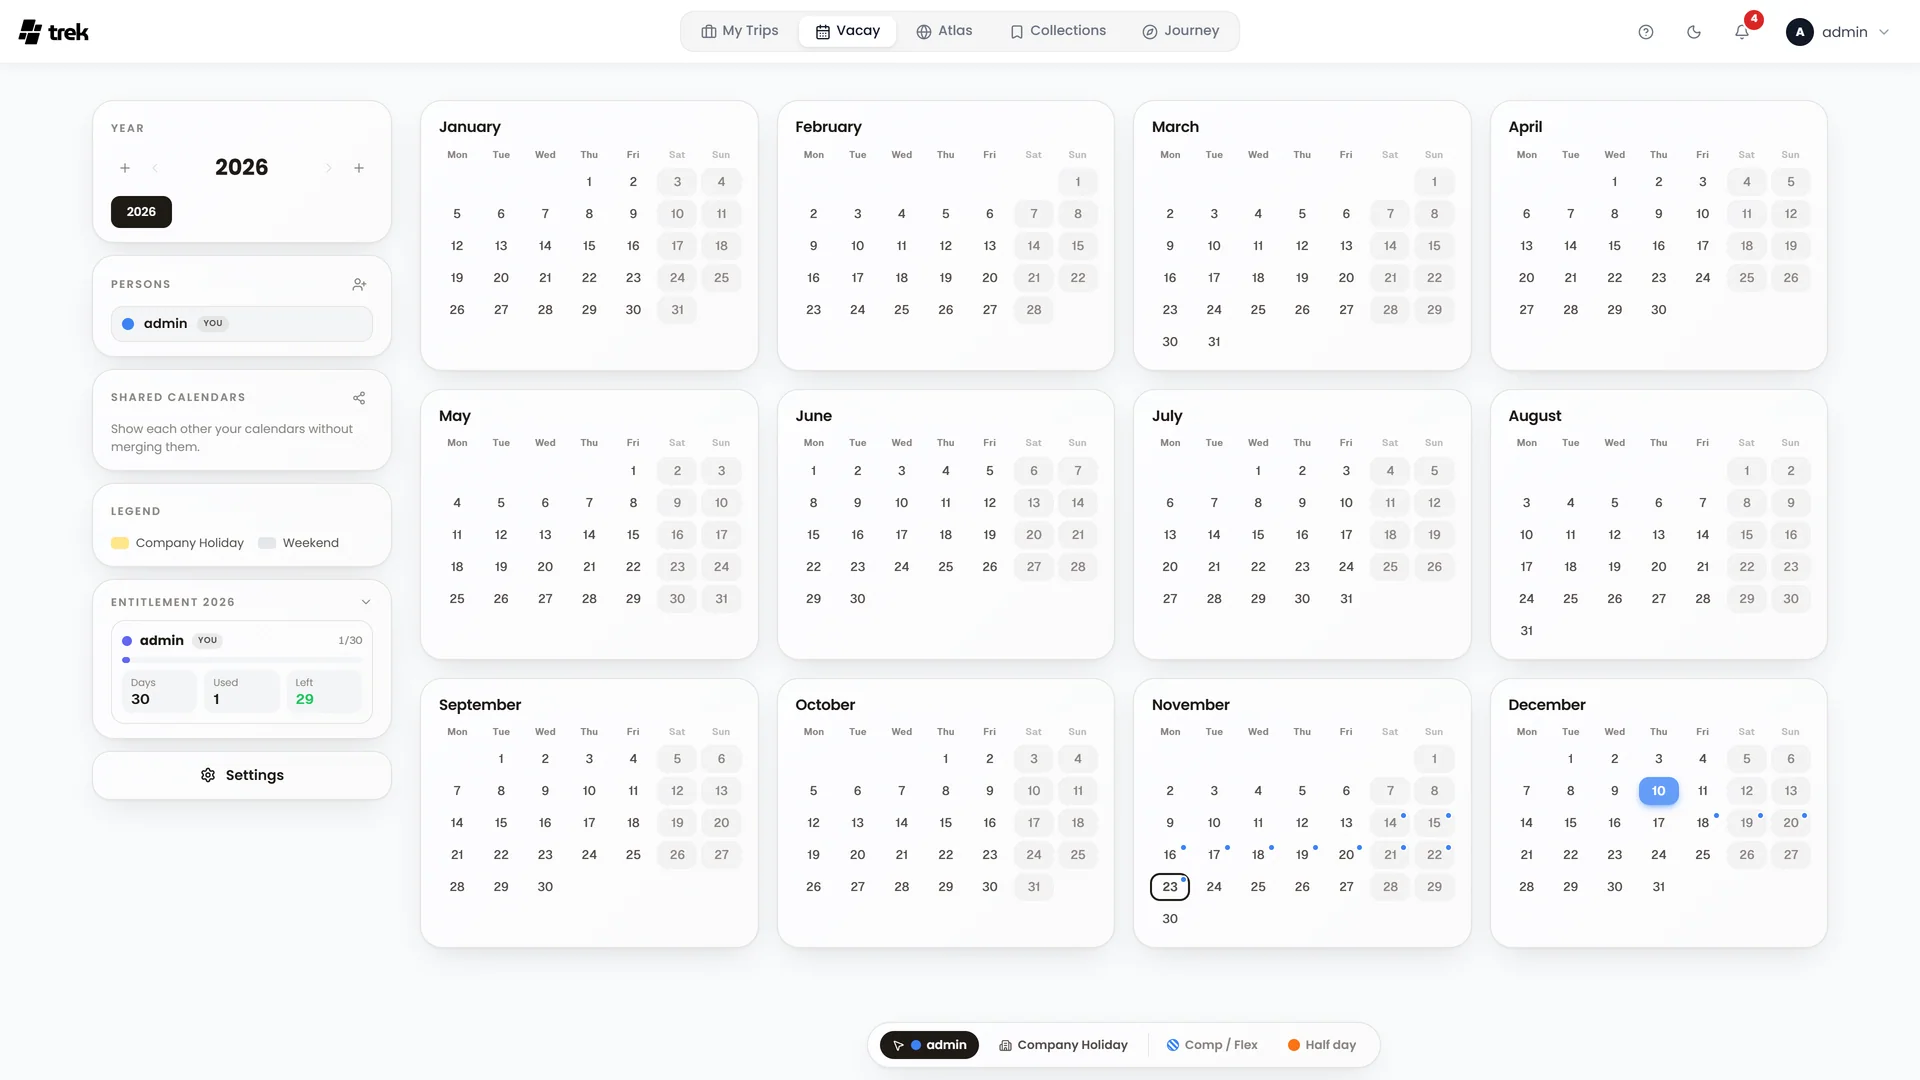 trek
My Trips
Vacay
Atlas
Collections
Journey
4
A
admin
YEAR
2026
2026
PERSONS
admin YOU
SHARED CALENDARS
Show each other your calendars without
merging them.
LEGEND
Company Holiday Weekend
ENTITLEMENT 2026
admin YOU 1/30
Days Used Left
30 1 29
Settings
January
Mon Tue Wed Thu Fri Sat Sun
1 2 3 4
5 6 7 8 9 10 11
12 13 14 15 16 17 18
19 20 21 22 23 24 25
26 27 28 29 30 31
February
Mon Tue Wed Thu Fri Sat Sun
1
2 3 4 5 6 7 8
9 10 11 12 13 14 15
16 17 18 19 20 21 22
23 24 25 26 27 28
March
Mon Tue Wed Thu Fri Sat Sun
1
2 3 4 5 6 7 8
9 10 11 12 13 14 15
16 17 18 19 20 21 22
23 24 25 26 27 28 29
30 31
April
Mon Tue Wed Thu Fri Sat Sun
1 2 3 4 5
6 7 8 9 10 11 12
13 14 15 16 17 18 19
20 21 22 23 24 25 26
27 28 29 30
May
Mon Tue Wed Thu Fri Sat Sun
1 2 3
4 5 6 7 8 9 10
11 12 13 14 15 16 17
18 19 20 21 22 23 24
25 26 27 28 29 30 31
June
Mon Tue Wed Thu Fri Sat Sun
1 2 3 4 5 6 7
8 9 10 11 12 13 14
15 16 17 18 19 20 21
22 23 24 25 26 27 28
29 30
July
Mon Tue Wed Thu Fri Sat Sun
1 2 3 4 5
6 7 8 9 10 11 12
13 14 15 16 17 18 19
20 21 22 23 24 25 26
27 28 29 30 31
August
Mon Tue Wed Thu Fri Sat Sun
1 2
3 4 5 6 7 8 9
10 11 12 13 14 15 16
17 18 19 20 21 22 23
24 25 26 27 28 29 30
31
September
Mon Tue Wed Thu Fri Sat Sun
1 2 3 4 5 6
7 8 9 10 11 12 13
14 15 16 17 18 19 20
21 22 23 24 25 26 27
28 29 30
October
Mon Tue Wed Thu Fri Sat Sun
1 2 3 4
5 6 7 8 9 10 11
12 13 14 15 16 17 18
19 20 21 22 23 24 25
26 27 28 29 30 31
November
Mon Tue Wed Thu Fri Sat Sun
1
2 3 4 5 6 7 8
9 10 11 12 13 14 15
16 17 18 19 20 21 22
23 24 25 26 27 28 29
30
December
Mon Tue Wed Thu Fri Sat Sun
1 2 3 4 5 6
7 8 9 10 11 12 13
14 15 16 17 18 19 20
21 22 23 24 25 26 27
28 29 30 31
admin
Company Holiday
Comp / Flex
Half day